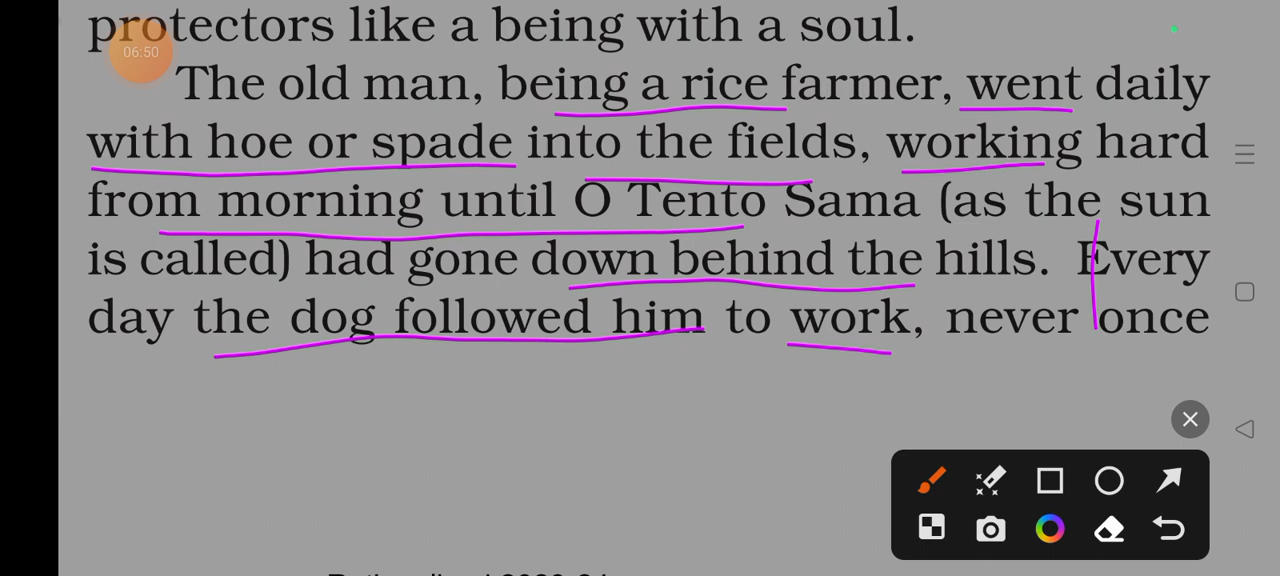 protectors like a being with a soul.
06:50
The old man, being a rice farmer, went daily
with hoe or spade into the fields, working hard
from morning until O Tento Sama (as the sun
is called) had gone down behind the hills. Every
day the dog followed him to work, never once